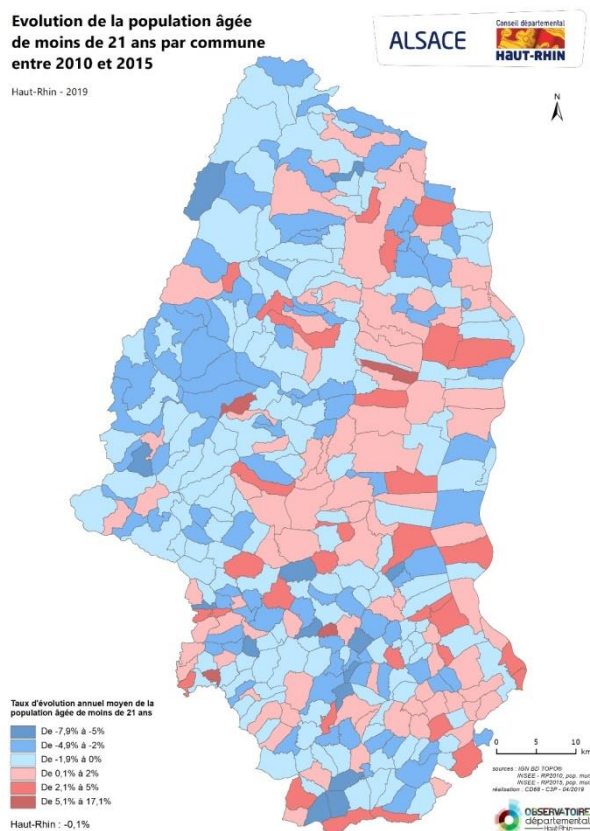 Evolution de la population âgée
de moins de 21 ans par commune
entre 2010 et 2015
Haut-Rhin - 2019
ALSACE
Conseil départemental
HAUT-RHIN
N
Taux d'évolution annuel moyen de la
population âgée de moins de 21 ans
De -7,9% à -5%
De -4,9% à -2%
De -1,9% à 0%
De 0,1% à 2%
De 2,1% à 5%
De 5,1% à 17,1%
Haut-Rhin : -0,1%
0 5 10
km
sources : IGN BD TOPO®
INSEE - RP2010, pop. mun
INSEE - RP2015, pop. mun
réalisation : CD68 - C3P - 04/2019
OBSERVATOIRE
départemental
Haut-Rhin